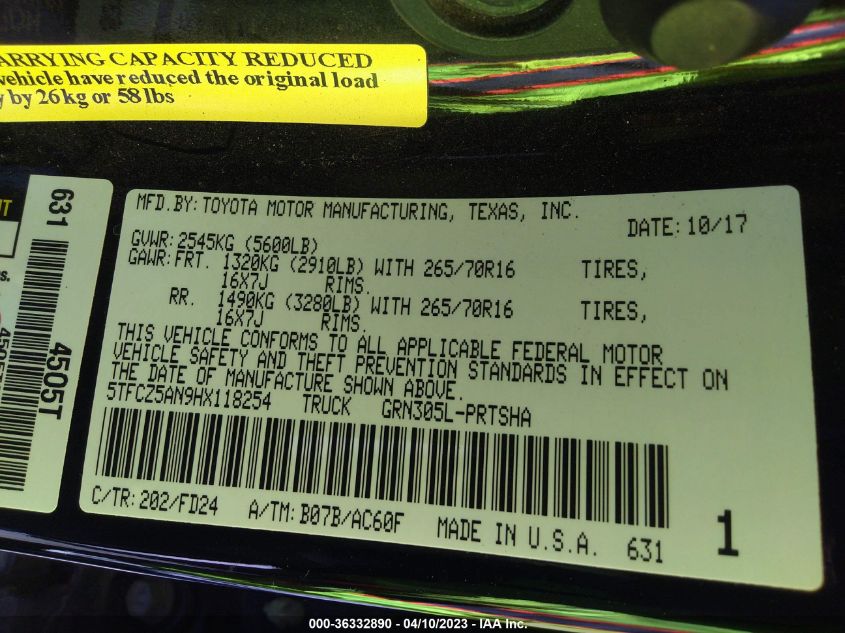 ARRYING CAPACITY REDUCED
vehicle have reduced the original load
y by 26 kg or 58 lbs
631
4505T
MFD.BY: TOYOTA MOTOR MANUFACTURING, TEXAS, INC.
DATE: 10/17
GVWR: 2545KG (5600LB)
GAWR: FRT. 1320KG (2910LB) WITH 265/70R16 TIRES,
16X7J RIMS.
RR. 1490KG (3280LB) WITH 265/70R16 TIRES,
16X7J RIMS.
THIS VEHICLE CONFORMS TO ALL APPLICABLE FEDERAL MOTOR
VEHICLE SAFETY AND THEFT PREVENTION STANDARDS IN EFFECT ON
THE DATE OF MANUFACTURE SHOWN ABOVE.
5TFCZ5AN9HX118254 TRUCK GRN305L-PRTSHA
C/TR: 202/FD24 A/TM: B07B/AC60F MADE IN U.S.A. 631 1
000-36332890 - 04/10/2023 - IAA Inc.